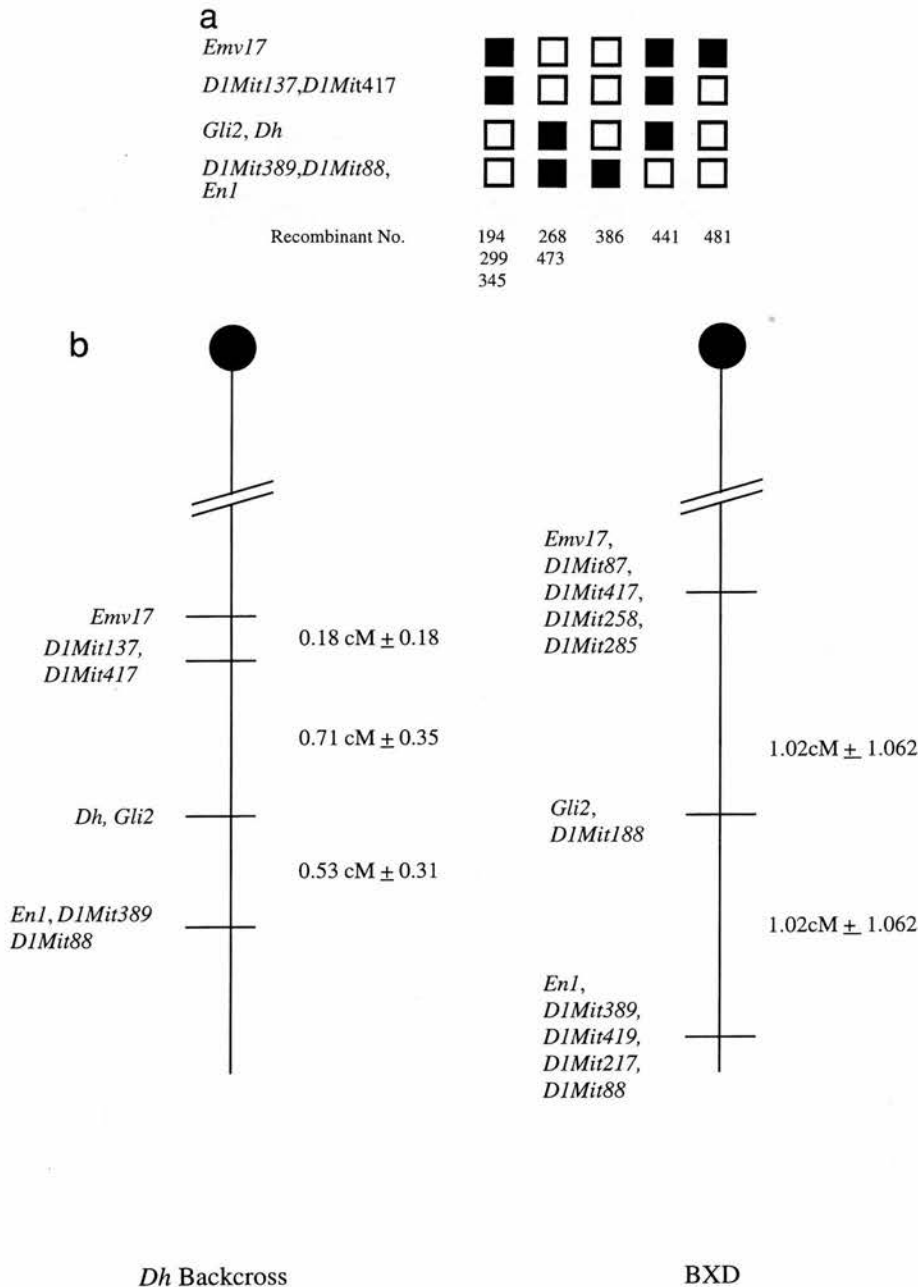 a
Emv17
D1Mit137,D1Mit417
Gli2, Dh
D1Mit389,D1Mit88,
En1
Recombinant No. 194 268 386 441 481
299 473
345
b
Emv17
D1Mit137,
D1Mit417
Dh, Gli2
En1, D1Mit389
D1Mit88
0.18 cM ± 0.18
0.71 cM ± 0.35
0.53 cM ± 0.31
Dh Backcross
Emv17,
D1Mit87,
D1Mit417,
D1Mit258,
D1Mit285
Gli2,
D1Mit188
En1,
D1Mit389,
D1Mit419,
D1Mit217,
D1Mit88
1.02cM ± 1.062
1.02cM ± 1.062
BXD